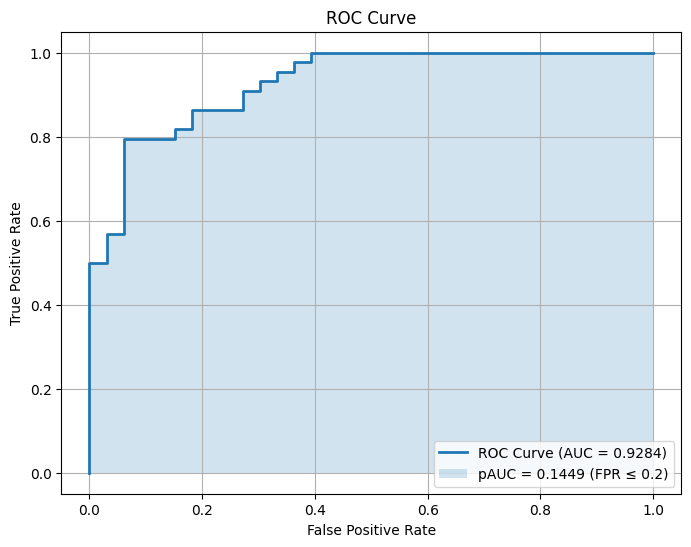 ROC Curve
True Positive Rate
1.0
0.8
0.6
0.4
0.2
0.0
0.0 0.2 0.4 0.6 0.8 1.0
False Positive Rate
ROC Curve (AUC = 0.9284)
pAUC = 0.1449 (FPR ≤ 0.2)